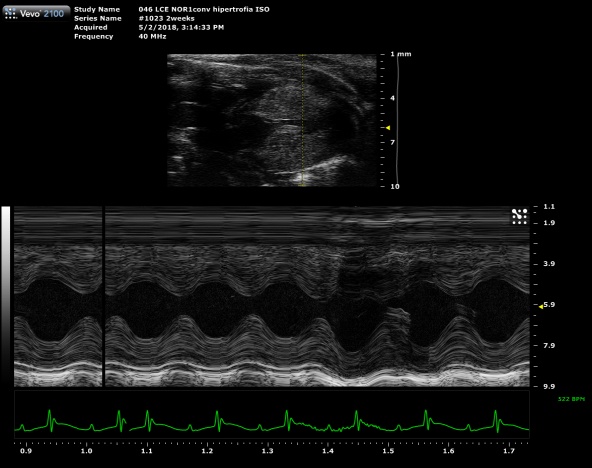 Vevo 2100
Study Name 046 LCE NOR1conv hipertrofia ISO
Series Name #1023 2weeks
Acquired 5/2/2018, 3:14:33 PM
Frequency 40 MHz
1 mm
4
7
10
1.1
1.9
3.9
5.9
7.9
9.9
522 BPM
0.9 1.0 1.1 1.2 1.3 1.4 1.5 1.6 1.7